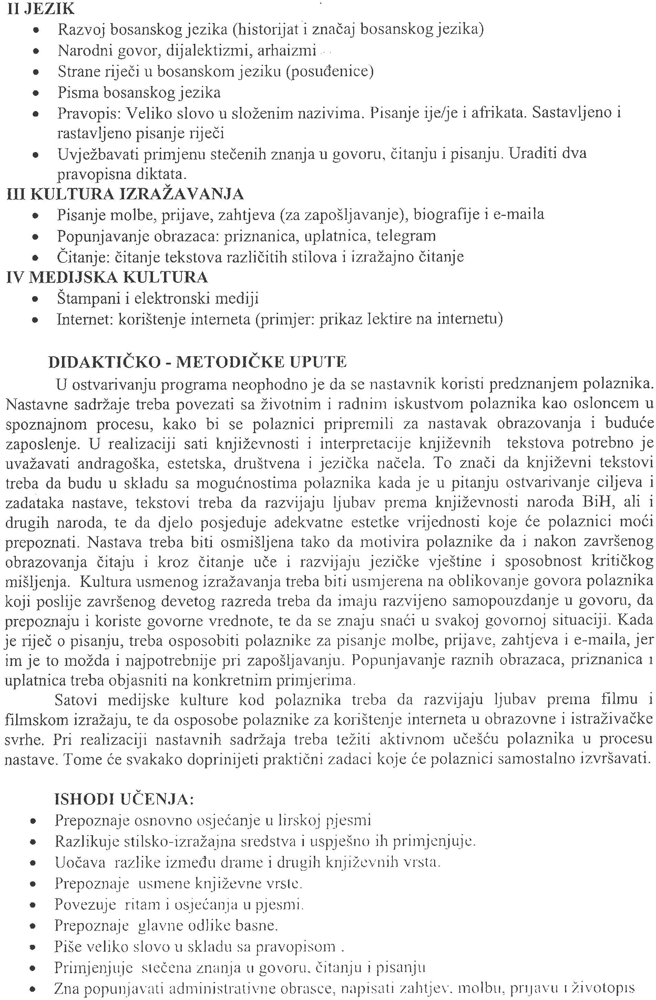 II JEZIK
• Razvoj bosanskog jezika (historijat i značaj bosanskog jezika)
• Narodni govor, dijalektizmi, arhaizmi
• Strane riječi u bosanskom jeziku (posuđenice)
• Pisma bosanskog jezika
• Pravopis: Veliko slovo u složenim nazivima. Pisanje ije/je i afrikata. Sastavljeno i
rastavljeno pisanje riječi
• Uvježbavati primjenu stečenih znanja u govoru, čitanju i pisanju. Uraditi dva
pravopisna diktata.
III KULTURA IZRAŽAVANJA
• Pisanje molbe, prijave, zahtjeva (za zapošljavanje), biografije i e-maila
• Popunjavanje obrazaca: priznanica, uplatnica, telegram
• Čitanje: čitanje tekstova različitih stilova i izražajno čitanje
IV MEDIJSKA KULTURA
• Štampani i elektronski mediji
• Internet: korištenje interneta (primjer: prikaz lektire na internetu)
DIDAKTIČKO - METODIČKE UPUTE
U ostvarivanju programa neophodno je da se nastavnik koristi predznanjem polaznika.
Nastavne sadržaje treba povezati sa životnim i radnim iskustvom polaznika kao osloncem u
spoznajnom procesu, kako bi se polaznici pripremili za nastavak obrazovanja i buduće
zaposlenje. U realizaciji sati književnosti i interpretacije književnih tekstova potrebno je
uvažavati andragoška, estetska, društvena i jezička načela. To znači da književni tekstovi
treba da budu u skladu sa mogućnostima polaznika kada je u pitanju ostvarivanje ciljeva i
zadataka nastave, tekstovi treba da razvijaju ljubav prema književnosti naroda BiH, ali i
drugih naroda, te da djelo posjeduje adekvatne estetke vrijednosti koje će polaznici moći
prepoznati. Nastava treba biti osmišljena tako da motivira polaznike da i nakon završenog
obrazovanja čitaju i kroz čitanje uče i razvijaju jezičke vještine i sposobnost kritičkog
mišljenja. Kultura usmenog izražavanja treba biti usmjerena na oblikovanje govora polaznika
koji poslije završenog devetog razreda treba da imaju razvijeno samopouzdanje u govoru, da
prepoznaju i koriste govorne vrednote, te da se znaju snaći u svakoj govornoj situaciji. Kada
je riječ o pisanju, treba osposobiti polaznike za pisanje molbe, prijave, zahtjeva i e-maila, jer
im je to možda i najpotrebnije pri zapošljavanju. Popunjavanje raznih obrazaca, priznanica i
uplatnica treba objasniti na konkretnim primjerima.
Satovi medijske kulture kod polaznika treba da razvijaju ljubav prema filmu i
filmskom izražaju, te da osposobe polaznike za korištenje interneta u obrazovne i istraživačke
svrhe. Pri realizaciji nastavnih sadržaja treba težiti aktivnom učešću polaznika u procesu
nastave. Tome će svakako doprinijeti praktični zadaci koje će polaznici samostalno izvršavati.
ISHODI UČENJA:
• Prepoznaje osnovno osjećanje u lirskoj pjesmi
• Razlikuje stilsko-izražajna sredstva i uspješno ih primjenjuje.
• Uočava razlike između drame i drugih književnih vrsta.
• Prepoznaje usmene književne vrste.
• Povezuje ritam i osjećanja u pjesmi.
• Prepoznaje glavne odlike basne.
• Piše veliko slovo u skladu sa pravopisom .
• Primjenjuje stečena znanja u govoru, čitanju i pisanju
• Zna popunjavati administrativne obrasce, napisati zahtjev, molbu, prijavu i životopis